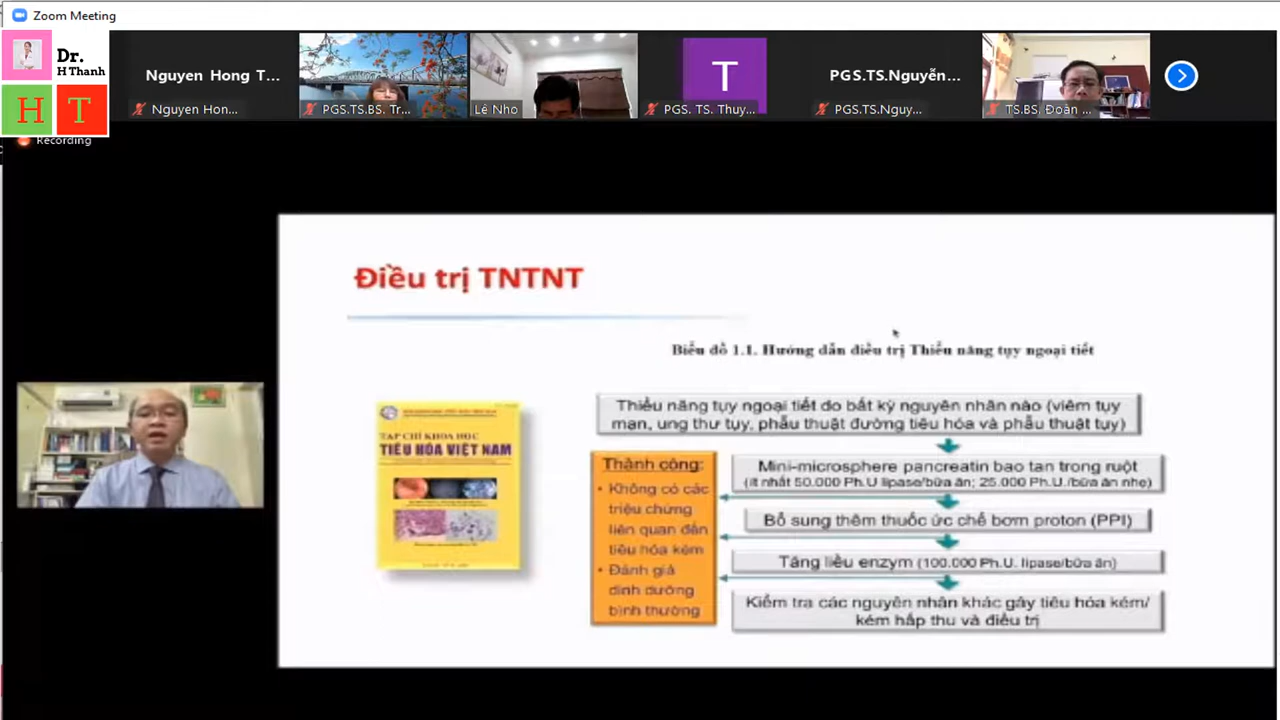 Zoom Meeting
Dr.
H Thanh
H T
Nguyen Hong T...
PGS.TS.Nguyễn...
T
Nguyen Hon...
PGS.TS.BS. Tr...
Lê Nho
PGS. TS. Thuy...
PGS.TS.Nguy...
TS.BS. Đoàn ...
Recording
Điều trị TNTNT
Biểu đồ 1.1. Hướng dẫn điều trị Thiểu năng tụy ngoại tiết
TẠP CHÍ KHOA HỌC
TIÊU HÓA VIỆT NAM
Thiểu năng tụy ngoại tiết do bất kỳ nguyên nhân nào (viêm tụy
mạn, ung thư tụy, phẫu thuật đường tiêu hóa và phẫu thuật tụy)
Thành công:
• Không có các
triệu chứng
liên quan đến
tiêu hóa kém
• Đánh giá
dinh dưỡng
bình thường
Mini-microsphere pancreatin bao tan trong ruột
(ít nhất 50.000 Ph.U lipase/bữa ăn; 25.000 Ph.U./bữa ăn nhẹ)
Bổ sung thêm thuốc ức chế bơm proton (PPI)
Tăng liều enzym (100.000 Ph.U. lipase/bữa ăn)
Kiểm tra các nguyên nhân khác gây tiêu hóa kém/
kém hấp thu và điều trị